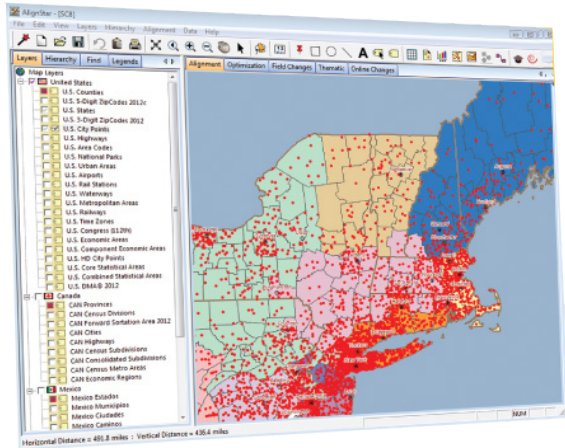 AlignStar - [SC8]
File Edit View Layers Hierarchy Alignment Data Help
Layers Hierarchy Find Legends
Alignment Optimization Field Changes Thematic Online Changes
Map Layers
United States
U.S. Counties
U.S. 5-Digit ZipCodes 2012c
U.S. States
U.S. 3-Digit ZipCodes 2012
U.S. City Points
U.S. Highways
U.S. Area Codes
U.S. National Parks
U.S. Urban Areas
U.S. Airports
U.S. Rail Stations
U.S. Waterways
U.S. Metropolitan Areas
U.S. Railways
U.S. Time Zones
U.S. Congress (112th)
U.S. Economic Areas
U.S. Component Economic Areas
U.S. HD City Points
U.S. Core Statistical Areas
U.S. Combined Statistical Areas
U.S. DMA® 2012
Canada
CAN Provinces
CAN Census Divisions
CAN Forward Sortation Area 2012
CAN Cities
CAN Highways
CAN Census Subdivisions
CAN Consolidated Subdivisions
CAN Census Metro Areas
CAN Economic Regions
Mexico
Mexico Estados
Mexico Municipios
Mexico Ciudades
Mexico Caminos
Augusta
New York
Horizontal Distance = 491.8 miles : Vertical Distance = 436.4 miles
NUM